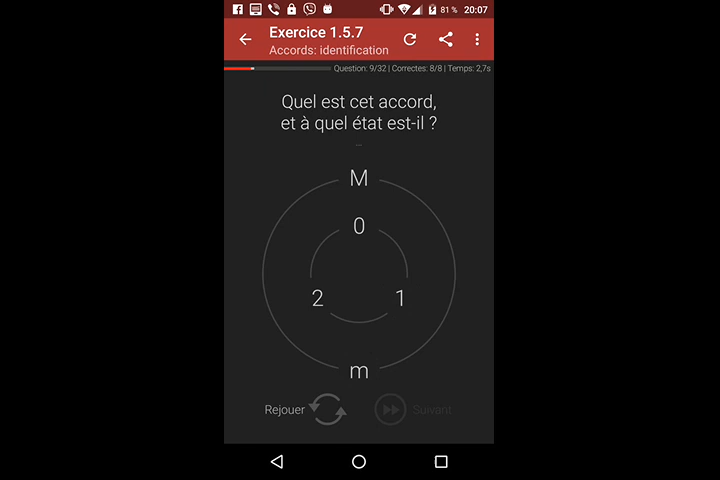 81 % 20:07
Exercice 1.5.7
Accords: identification
Question: 9/32 | Correctes: 8/8 | Temps: 2,7s
Quel est cet accord,
et à quel état est-il ?
--
M
0
2 1
m
Rejouer Suivant